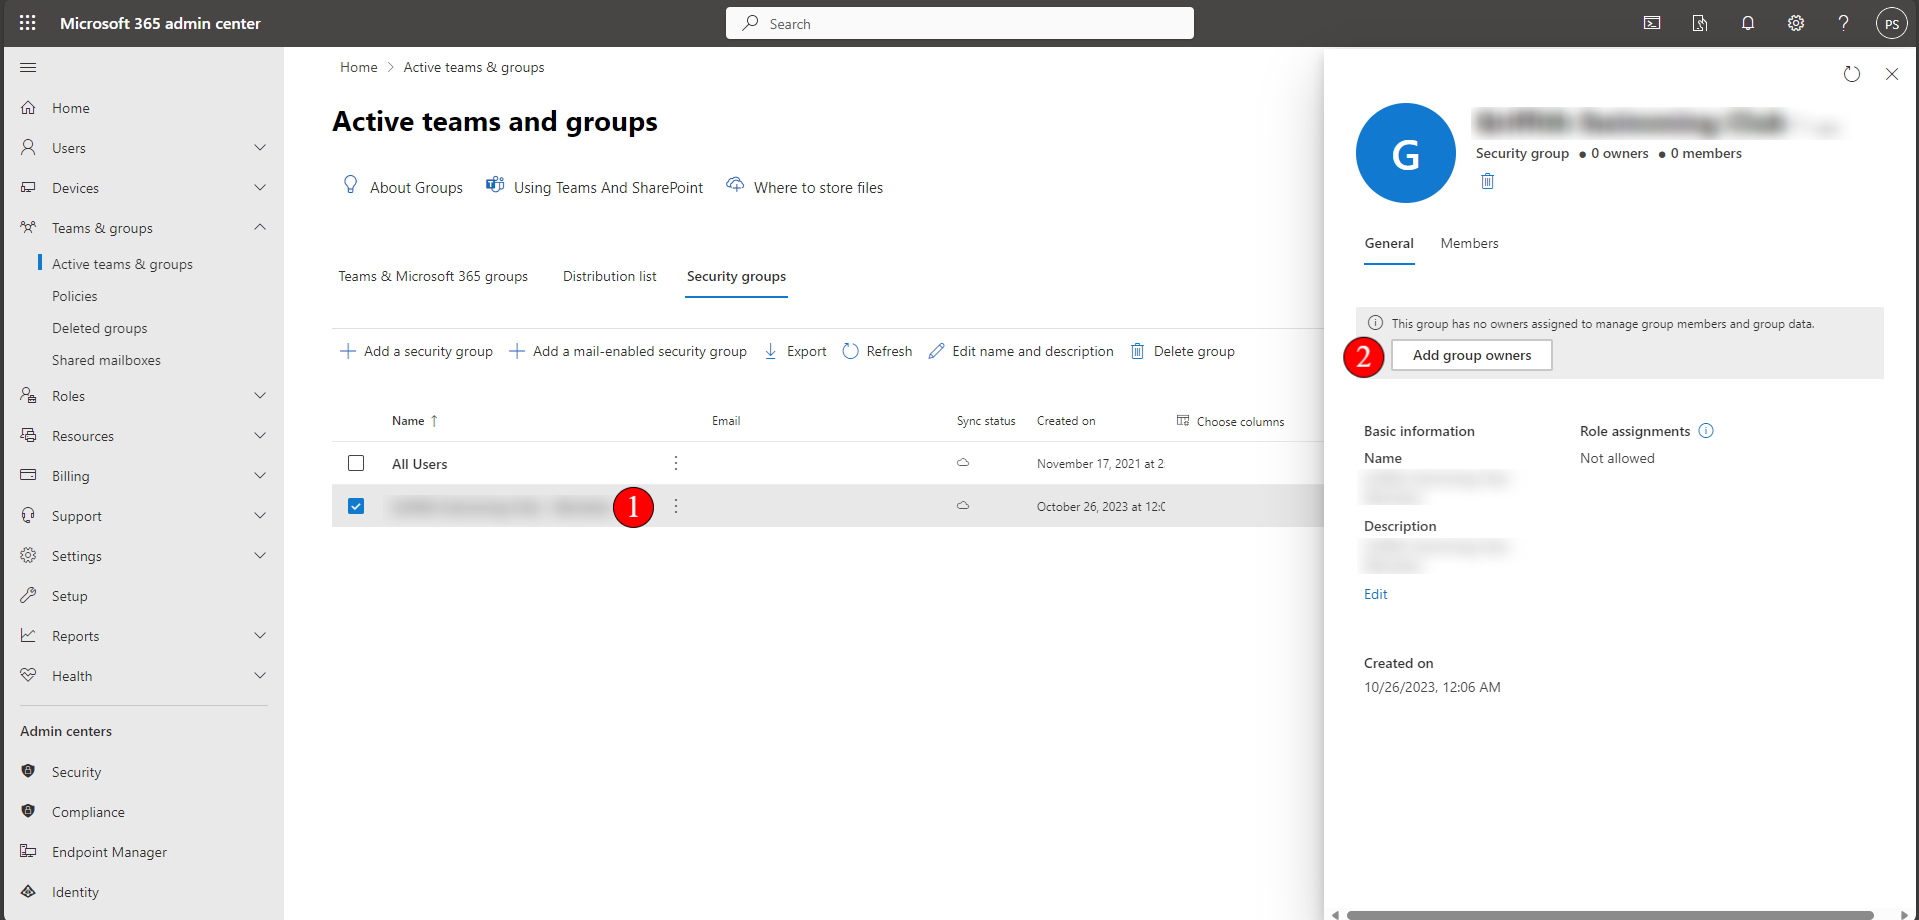 Microsoft 365 admin center
Search
PS
Home
Users
Devices
Teams & groups
Active teams & groups
Policies
Deleted groups
Shared mailboxes
Roles
Resources
Billing
Support
Settings
Setup
Reports
Health
Admin centers
Security
Compliance
Endpoint Manager
Identity
Home > Active teams & groups
Active teams and groups
About Groups Using Teams And SharePoint Where to store files
Teams & Microsoft 365 groups Distribution list Security groups
Add a security group Add a mail-enabled security group Export Refresh Edit name and description Delete group
Name ↑ Email Sync status Created on Choose columns
All Users November 17, 2021 at 2:
1 October 26, 2023 at 12:0
G
Security group • 0 owners • 0 members
General Members
This group has no owners assigned to manage group members and group data.
2 Add group owners
Basic information
Name
Description
Edit
Role assignments
Not allowed
Created on
10/26/2023, 12:06 AM